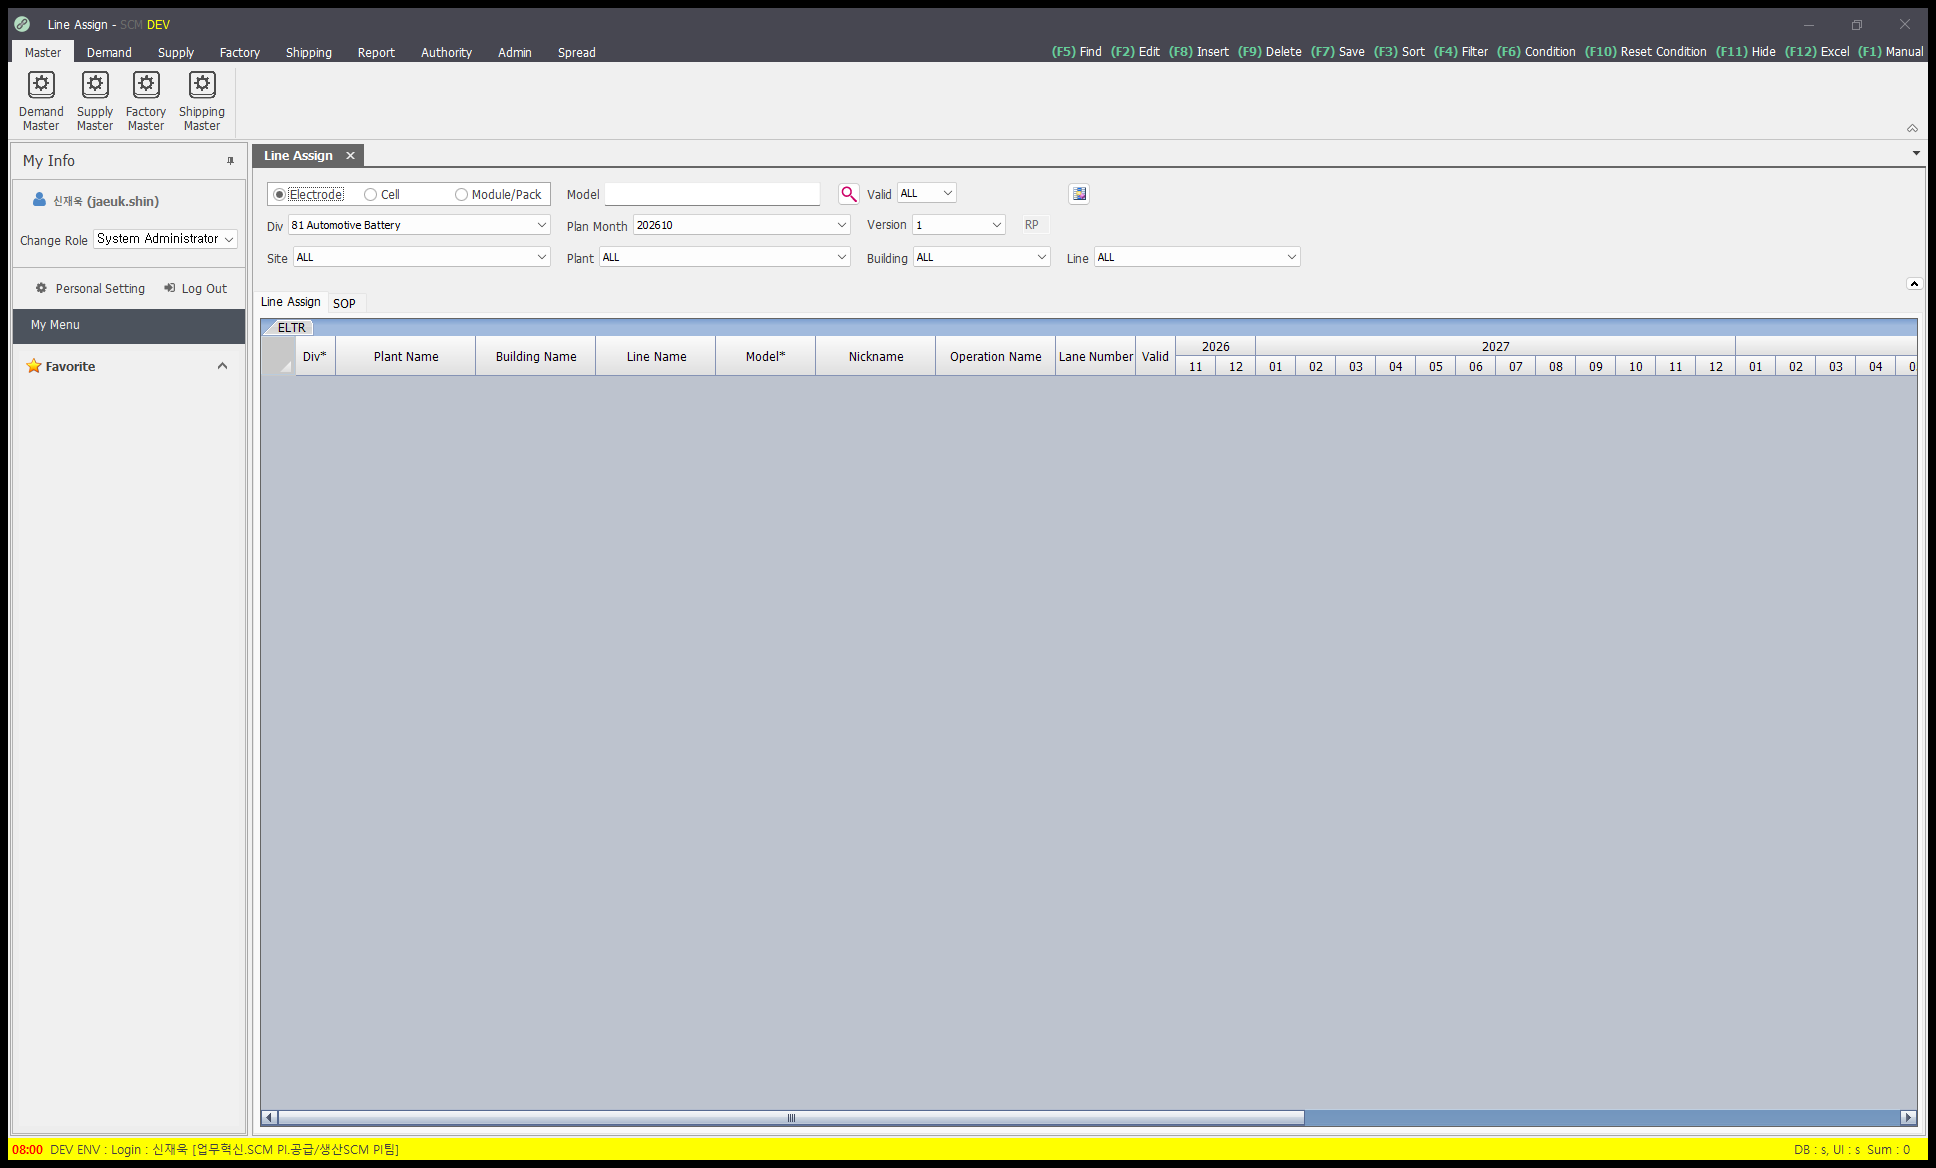 Line Assign - SCM DEV
Master Demand Supply Factory Shipping Report Authority Admin Spread (F5) Find (F2) Edit (F8) Insert (F9) Delete (F7) Save (F3) Sort (F4) Filter (F6) Condition (F10) Reset Condition (F11) Hide (F12) Excel (F1) Manual
Demand Master
Supply Master
Factory Master
Shipping Master
My Info
신재욱 (jaeuk.shin)
Change Role System Administrator
Personal Setting Log Out
My Menu
Favorite
Line Assign
Electrode Cell Module/Pack Model Valid ALL
Div 81 Automotive Battery Plan Month 202610 Version 1 RP
Site ALL Plant ALL Building ALL Line ALL
Line Assign SOP
ELTR
Div* Plant Name Building Name Line Name Model* Nickname Operation Name Lane Number Valid
2026 2027
11 12 01 02 03 04 05 06 07 08 09 10 11 12 01 02 03 04 0
08:00 DEV ENV : Login : 신재욱 [업무혁신.SCM PI.공급/생산SCM PI팀]
DB : s, UI : s Sum : 0